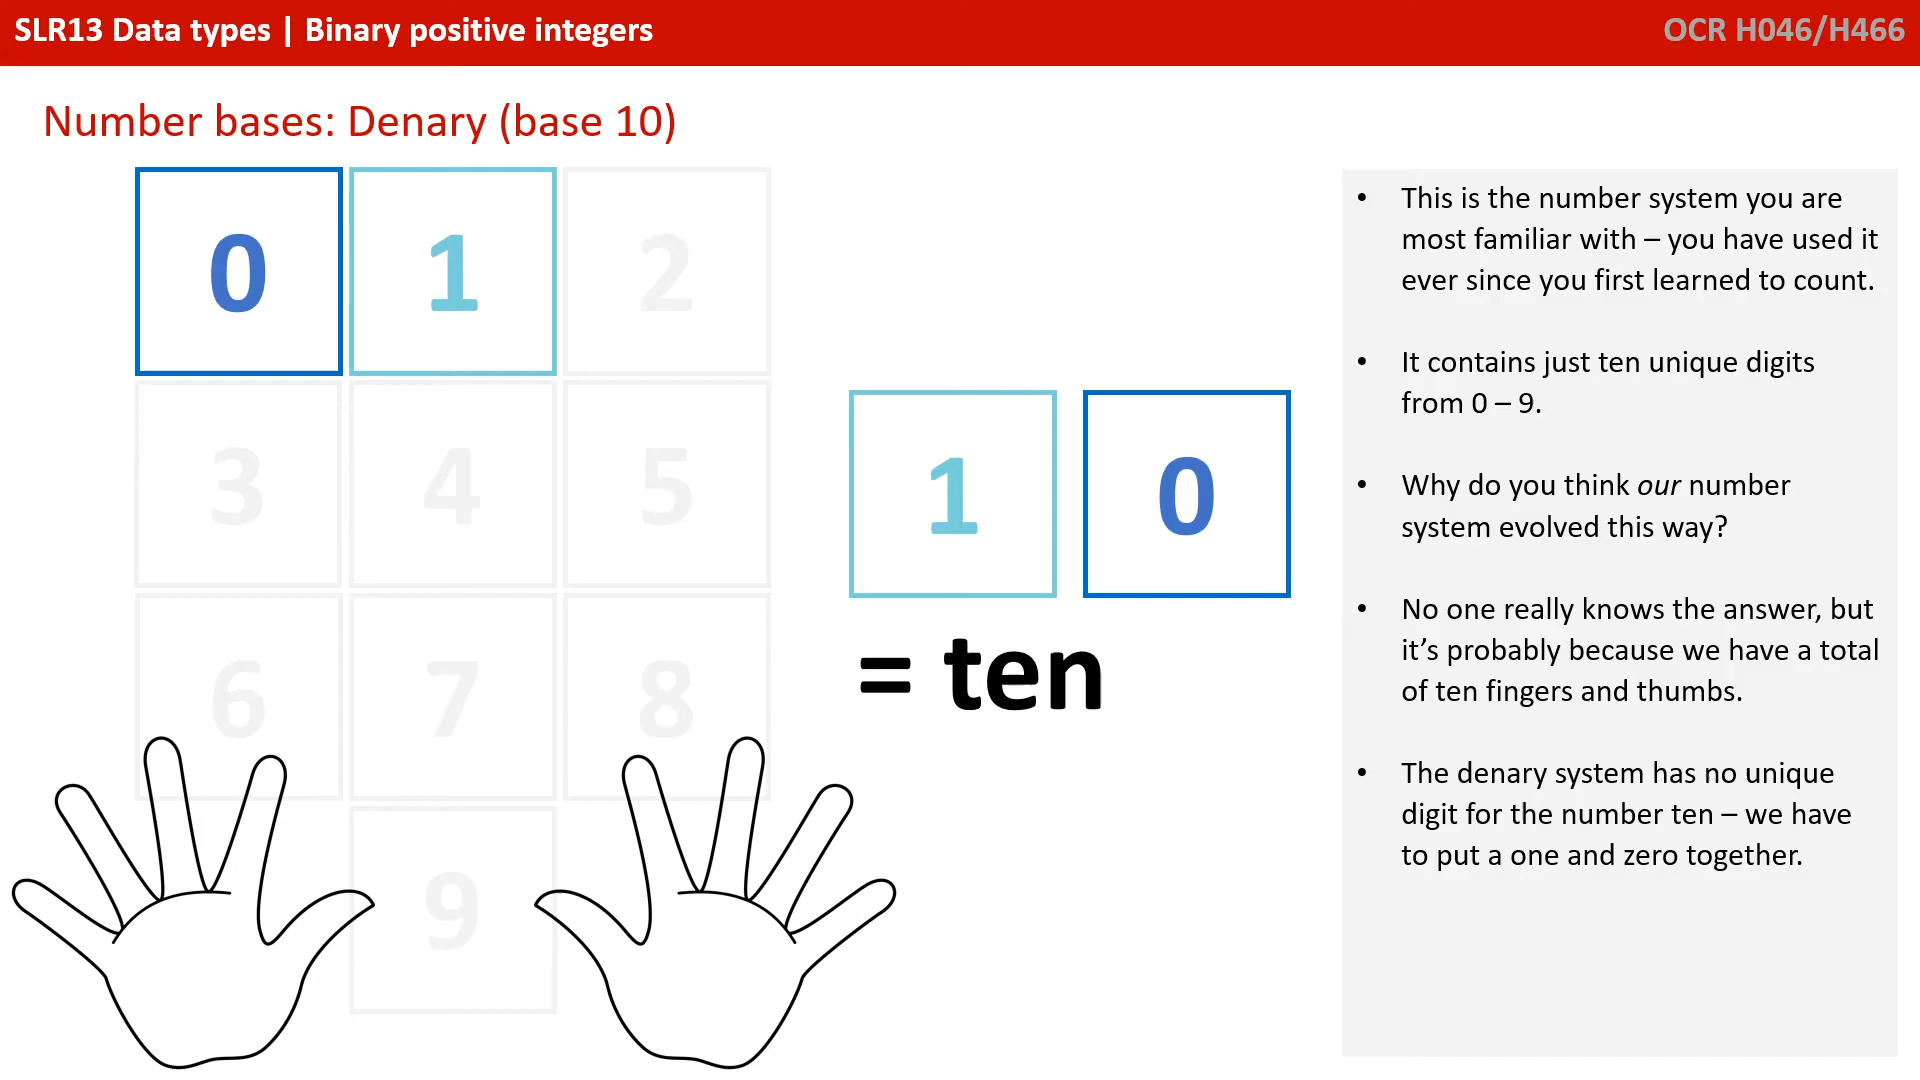 SLR13 Data types | Binary positive integers
OCR H046/H466
Number bases: Denary (base 10)
0 1 2
3 4 5
6 7 8
9
1 0
= ten
• This is the number system you are
most familiar with – you have used it
ever since you first learned to count.
• It contains just ten unique digits
from 0 – 9.
• Why do you think our number
system evolved this way?
• No one really knows the answer, but
it’s probably because we have a total
of ten fingers and thumbs.
• The denary system has no unique
digit for the number ten – we have
to put a one and zero together.